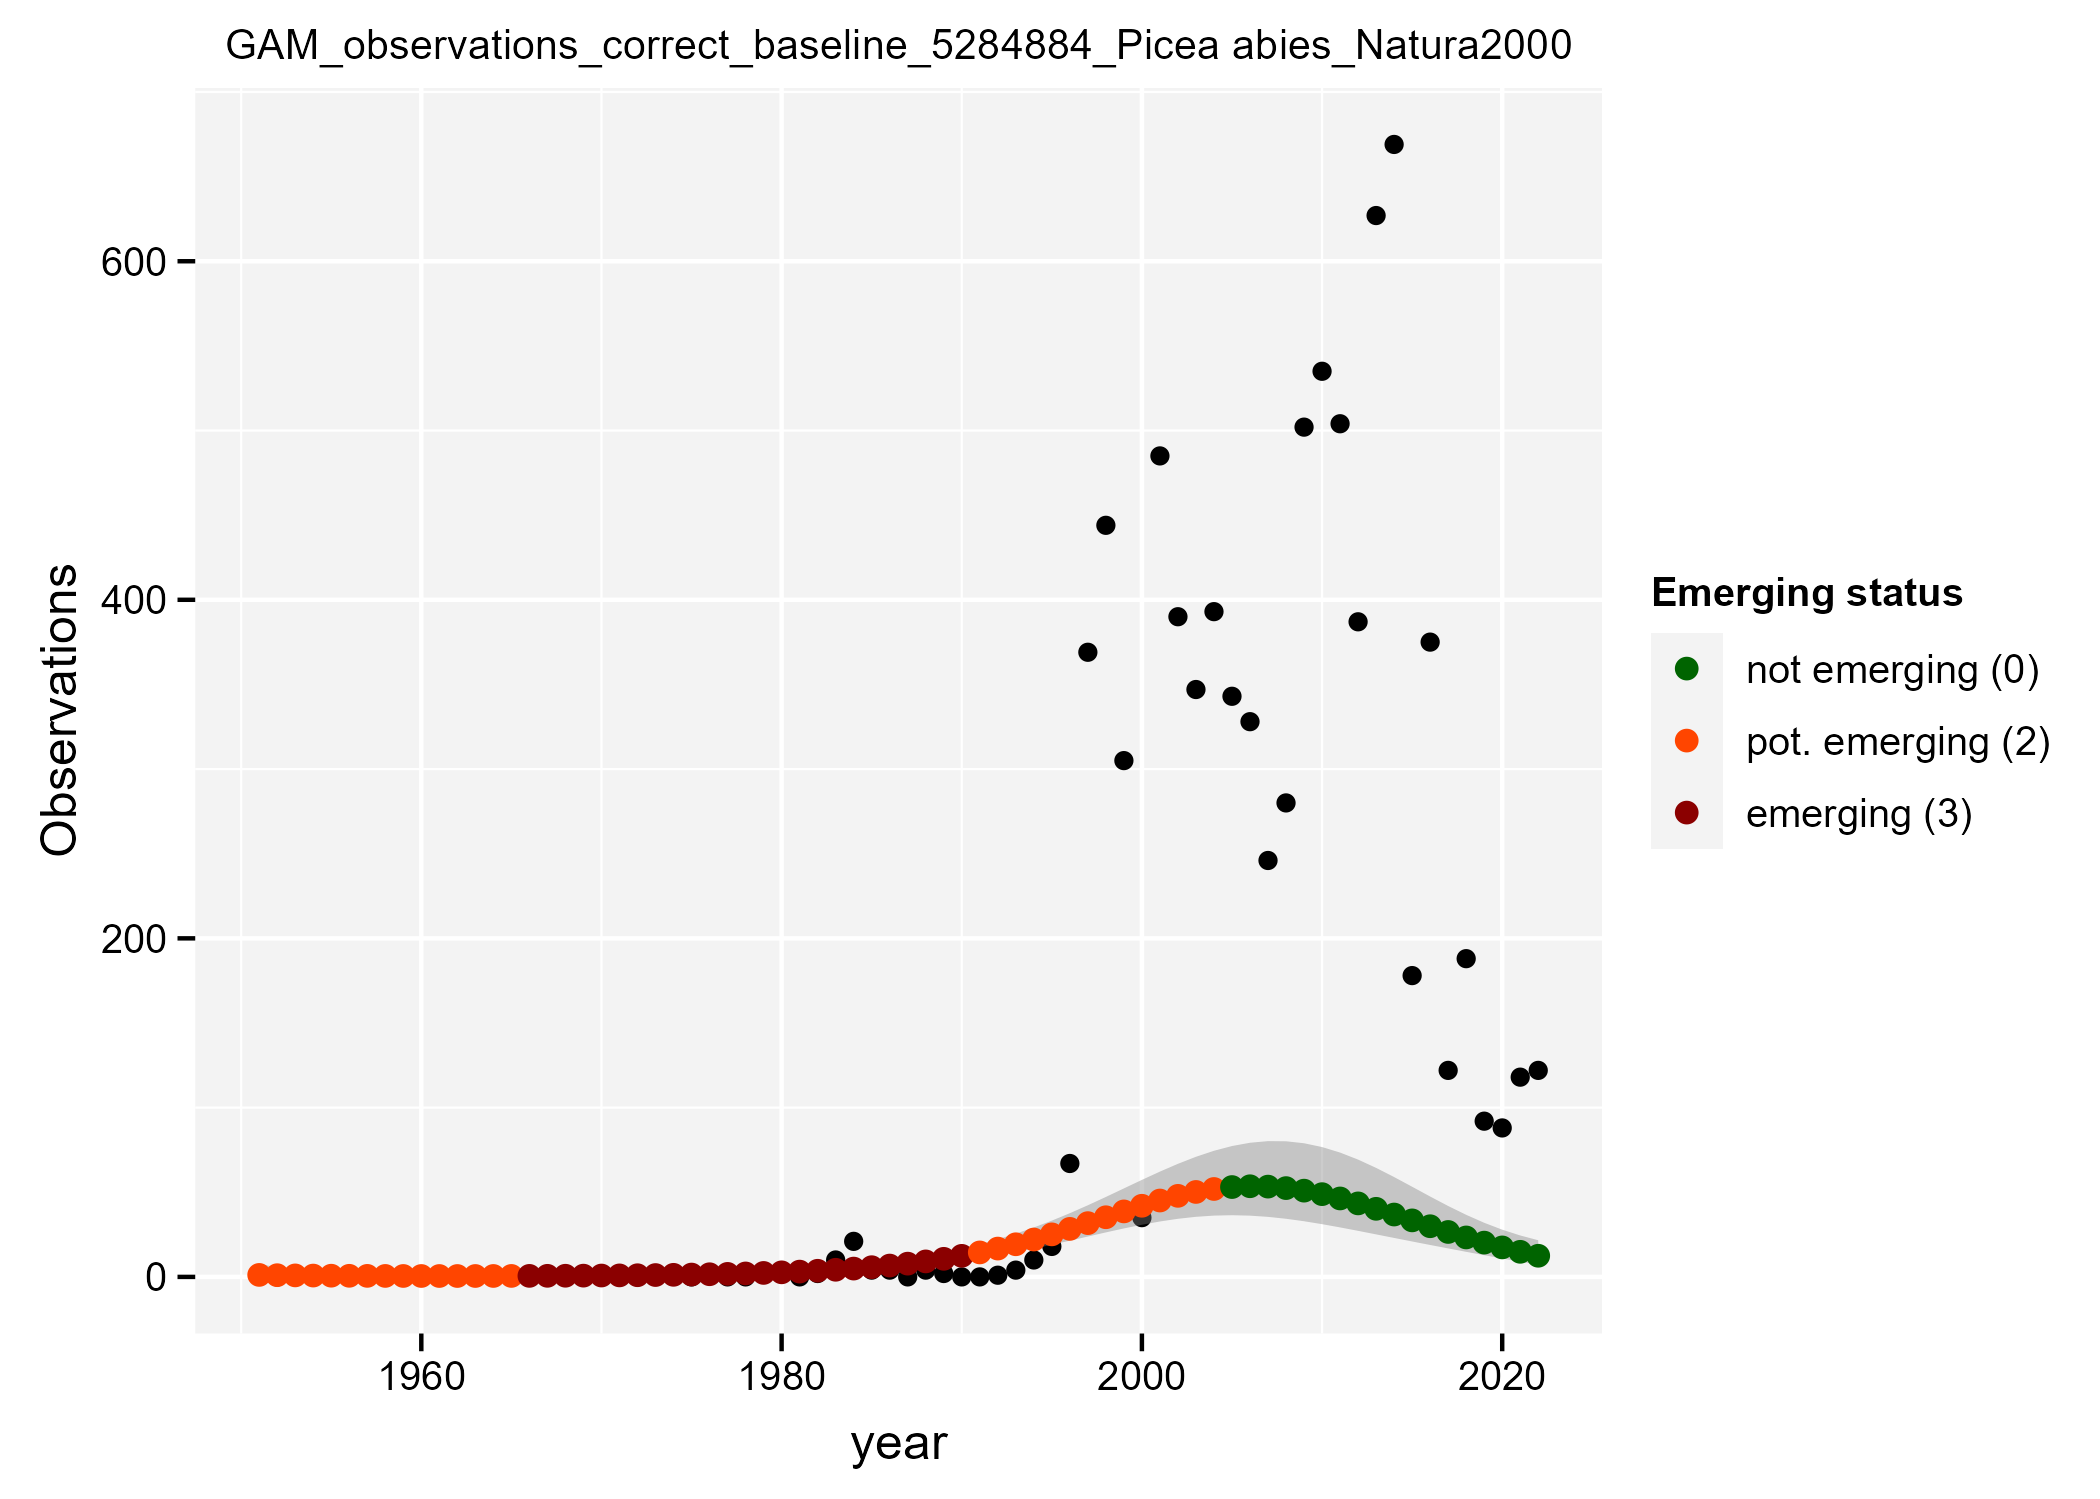 GAM_observations_correct_baseline_5284884_Picea abies_Natura2000
600
400
200
0
Observations
1960
1980
2000
2020
year
Emerging status
not emerging (0)
pot. emerging (2)
emerging (3)